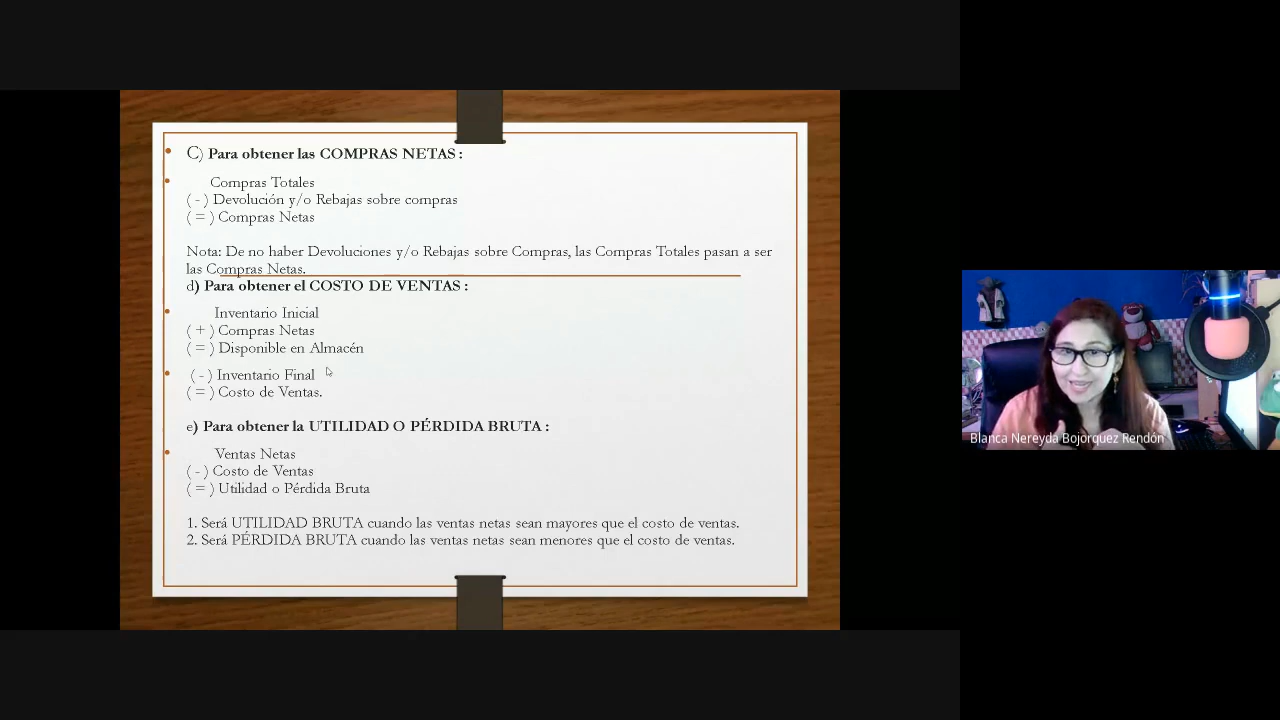 C) Para obtener las COMPRAS NETAS :
Compras Totales
( - ) Devolución y/o Rebajas sobre compras
( = ) Compras Netas
Nota: De no haber Devoluciones y/o Rebajas sobre Compras, las Compras Totales pasan a ser
las Compras Netas.
d) Para obtener el COSTO DE VENTAS :
Inventario Inicial
( + ) Compras Netas
( = ) Disponible en Almacén
( - ) Inventario Final
( = ) Costo de Ventas.
e) Para obtener la UTILIDAD O PÉRDIDA BRUTA :
Ventas Netas
( - ) Costo de Ventas
( = ) Utilidad o Pérdida Bruta
1. Será UTILIDAD BRUTA cuando las ventas netas sean mayores que el costo de ventas.
2. Será PÉRDIDA BRUTA cuando las ventas netas sean menores que el costo de ventas.
Blanca Nereyda Bojorquez Rendón